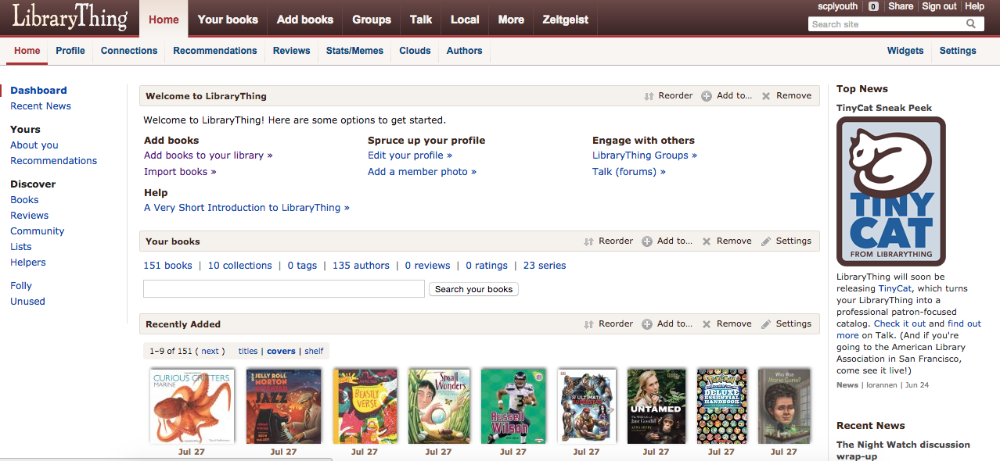 LibraryThing
Home Your books Add books Groups Talk Local More Zeitgeist
scplyouth 0 Share Sign out Help
Search site
Home Profile Connections Recommendations Reviews Stats/Memes Clouds Authors Widgets Settings
Dashboard
Recent News
Yours
About you
Recommendations
Discover
Books
Reviews
Community
Lists
Helpers
Folly
Unused
Welcome to LibraryThing Reorder Add to... Remove
Welcome to LibraryThing! Here are some options to get started.
Add books Spruce up your profile Engage with others
Add books to your library » Edit your profile » LibraryThing Groups »
Import books » Add a member photo » Talk (forums) »
Help
A Very Short Introduction to LibraryThing »
Your books Reorder Add to... Remove Settings
151 books | 10 collections | 0 tags | 135 authors | 0 reviews | 0 ratings | 23 series
Search your books
Recently Added Reorder Add to... Remove Settings
1–9 of 151 ( next ) titles | covers | shelf
CURIOUS CRITTERS
MARINE
JELLY ROLL
MORTON
JAZZ
BEASTLY
VERSE
Small
Wonders
Russell
Wilson
ULTIMATE
UNTAMED
POKÉMON
DELUXE
ESSENTIAL
HANDBOOK
Who Was
Marie Curie?
Jul 27 Jul 27 Jul 27 Jul 27 Jul 27 Jul 27 Jul 27 Jul 27 Jul 27
Top News
TinyCat Sneak Peek
TINY
CAT
FROM LIBRARYTHING
LibraryThing will soon be
releasing TinyCat, which turns
your LibraryThing into a
professional patron-focused
catalog. Check it out and find out
more on Talk. (And if you're
going to the American Library
Association in San Francisco,
come see it live!)
News | lorannen | Jun 24
Recent News
The Night Watch discussion
wrap-up